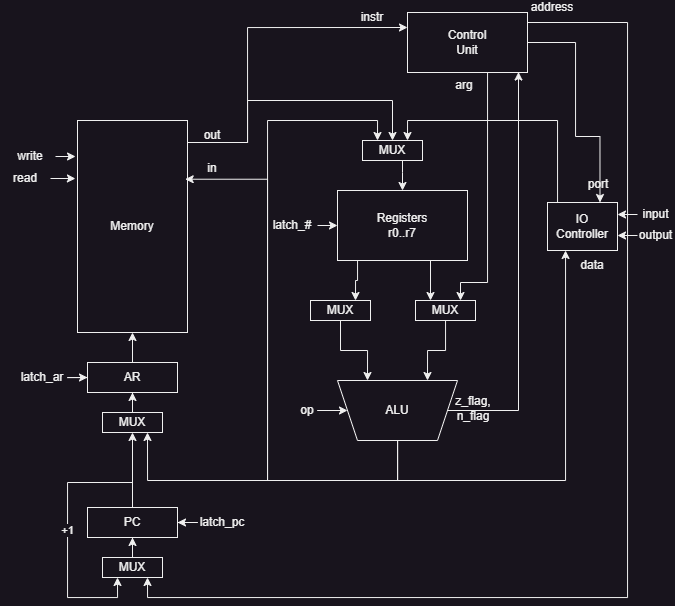 address
instr
Control
Unit
arg
out
MUX
write
in
read
port
Registers
r0..r7
input
IO
Controller
latch_#
Memory
output
data
MUX
MUX
latch_ar
AR
z_flag,
op
ALU
n_flag
MUX
PC
latch_pc
+1
MUX